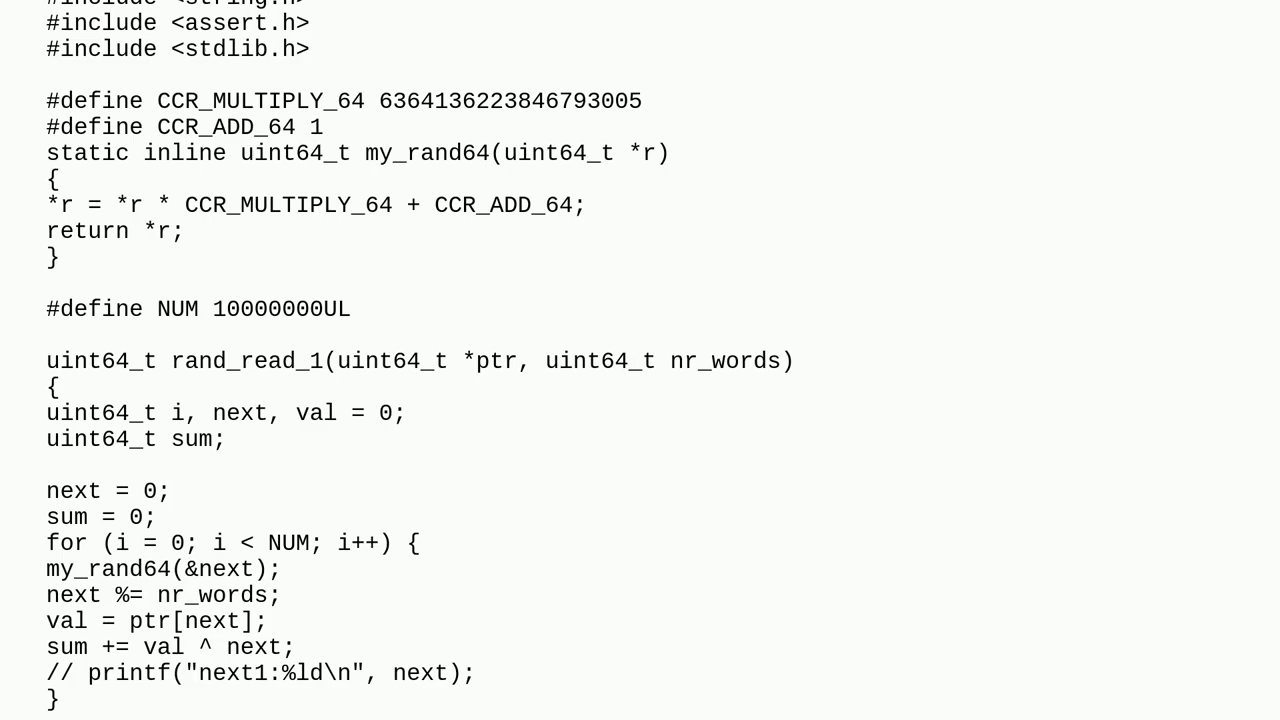 #include <string.h>
#include <assert.h>
#include <stdlib.h>
#define CCR_MULTIPLY_64 6364136223846793005
#define CCR_ADD_64 1
static inline uint64_t my_rand64(uint64_t *r)
{
*r = *r * CCR_MULTIPLY_64 + CCR_ADD_64;
return *r;
}
#define NUM 10000000UL
uint64_t rand_read_1(uint64_t *ptr, uint64_t nr_words)
{
uint64_t i, next, val = 0;
uint64_t sum;
next = 0;
sum = 0;
for (i = 0; i < NUM; i++) {
my_rand64(&next);
next %= nr_words;
val = ptr[next];
sum += val ^ next;
// printf("next1:%ld\n", next);
}